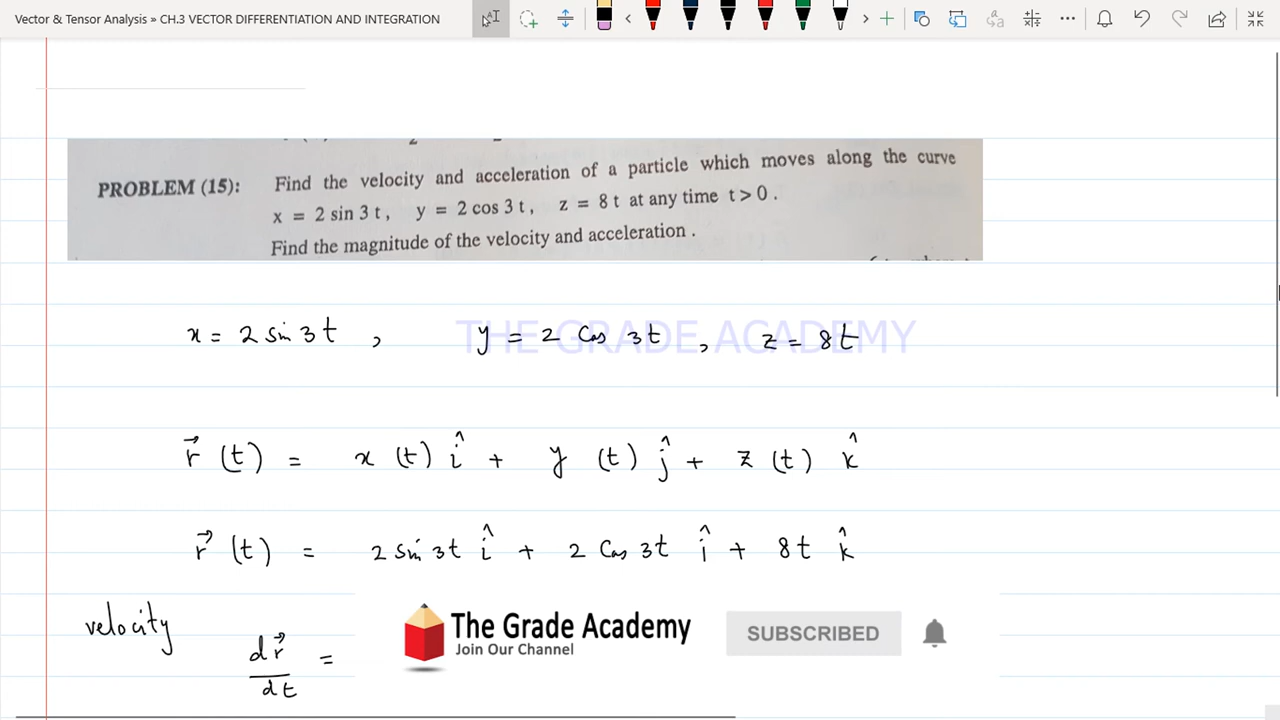 Vector & Tensor Analysis » CH.3 VECTOR DIFFERENTIATION AND INTEGRATION
PROBLEM (15): Find the velocity and acceleration of a particle which moves along the curve
x = 2 sin 3 t, y = 2 cos 3 t, z = 8 t at any time t > 0.
Find the magnitude of the velocity and acceleration.
THE GRADE ACADEMY
x = 2 sin 3t, y = 2 Cos 3t, z = 8t
r⃗ (t) = x (t) î + y (t) ĵ + z (t) k̂
r⃗ (t) = 2 sin 3t î + 2 Cos 3t î + 8t k̂
velocity
dr⃗/dt =
The Grade Academy
Join Our Channel
SUBSCRIBED